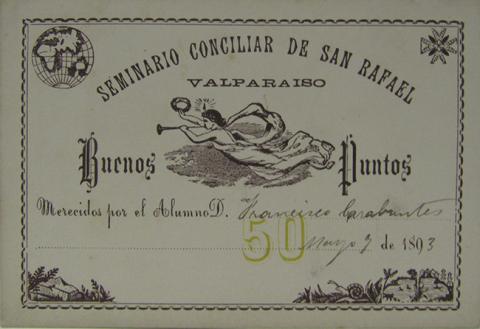 SEMINARIO CONCILIAR DE SAN RAFAEL
VALPARAISO
Buenos Puntos
Merecidos por el Alumno D. Francisco Carabantes
50
Mayo 7 de 1893